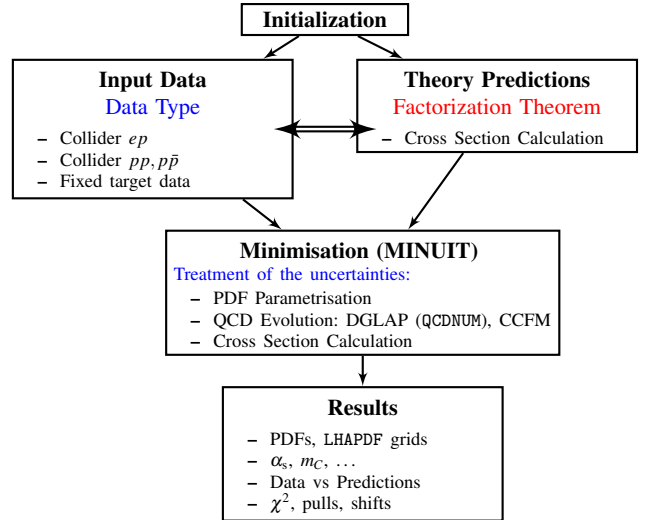 Initialization
Input Data
Data Type
– Collider ep
– Collider pp, pp̄
– Fixed target data
Theory Predictions
Factorization Theorem
– Cross Section Calculation
Minimisation (MINUIT)
Treatment of the uncertainties:
– PDF Parametrisation
– QCD Evolution: DGLAP (QCDNUM), CCFM
– Cross Section Calculation
Results
– PDFs, LHAPDF grids
– αs, mC, ...
– Data vs Predictions
– χ², pulls, shifts